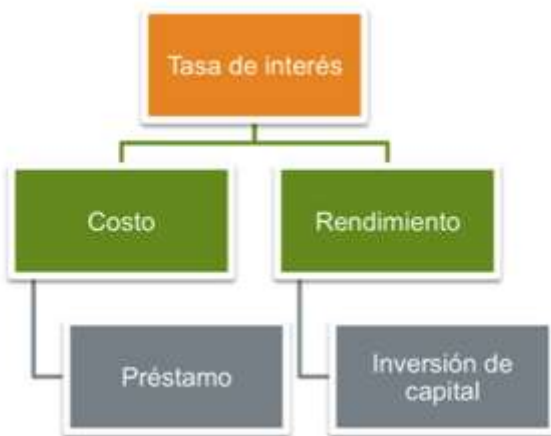 Tasa de interés
Costo
Rendimiento
Préstamo
Inversión de
capital